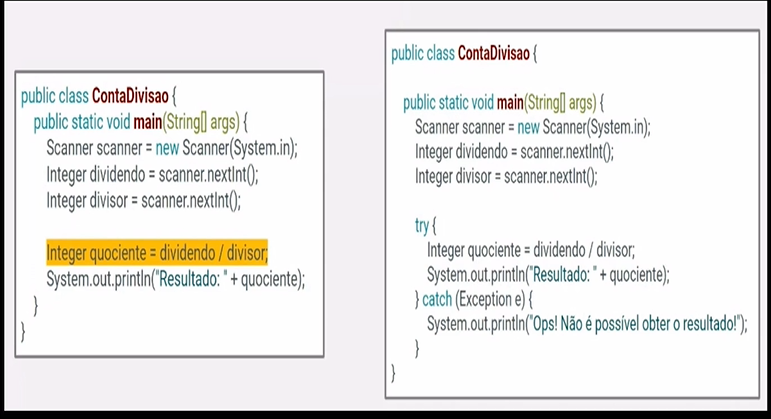 public class ContaDivisao {
public static void main(String[] args) {
Scanner scanner = new Scanner(System.in);
Integer dividendo = scanner.nextInt();
Integer divisor = scanner.nextInt();
Integer quociente = dividendo / divisor;
System.out.println("Resultado: " + quociente);
}
}
public class ContaDivisao {
public static void main(String[] args) {
Scanner scanner = new Scanner(System.in);
Integer dividendo = scanner.nextInt();
Integer divisor = scanner.nextInt();
try {
Integer quociente = dividendo / divisor;
System.out.println("Resultado: " + quociente);
} catch (Exception e) {
System.out.println("Ops! Não é possível obter o resultado!");
}
}